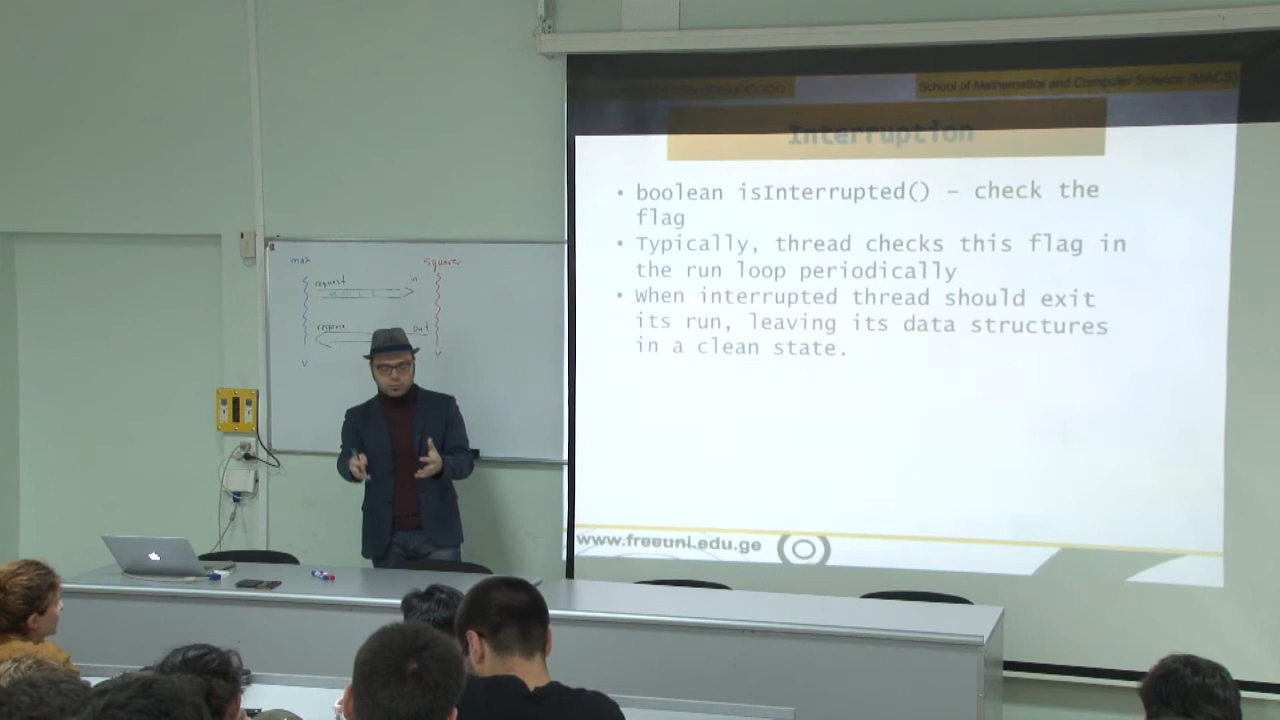 School of Mathematics and Computer Science (MACS)
Interruption
• boolean isInterrupted() – check the
flag
• Typically, thread checks this flag in
the run loop periodically
• When interrupted thread should exit
its run, leaving its data structures
in a clean state.
www.freeuni.edu.ge
main
squarer
request
in
out